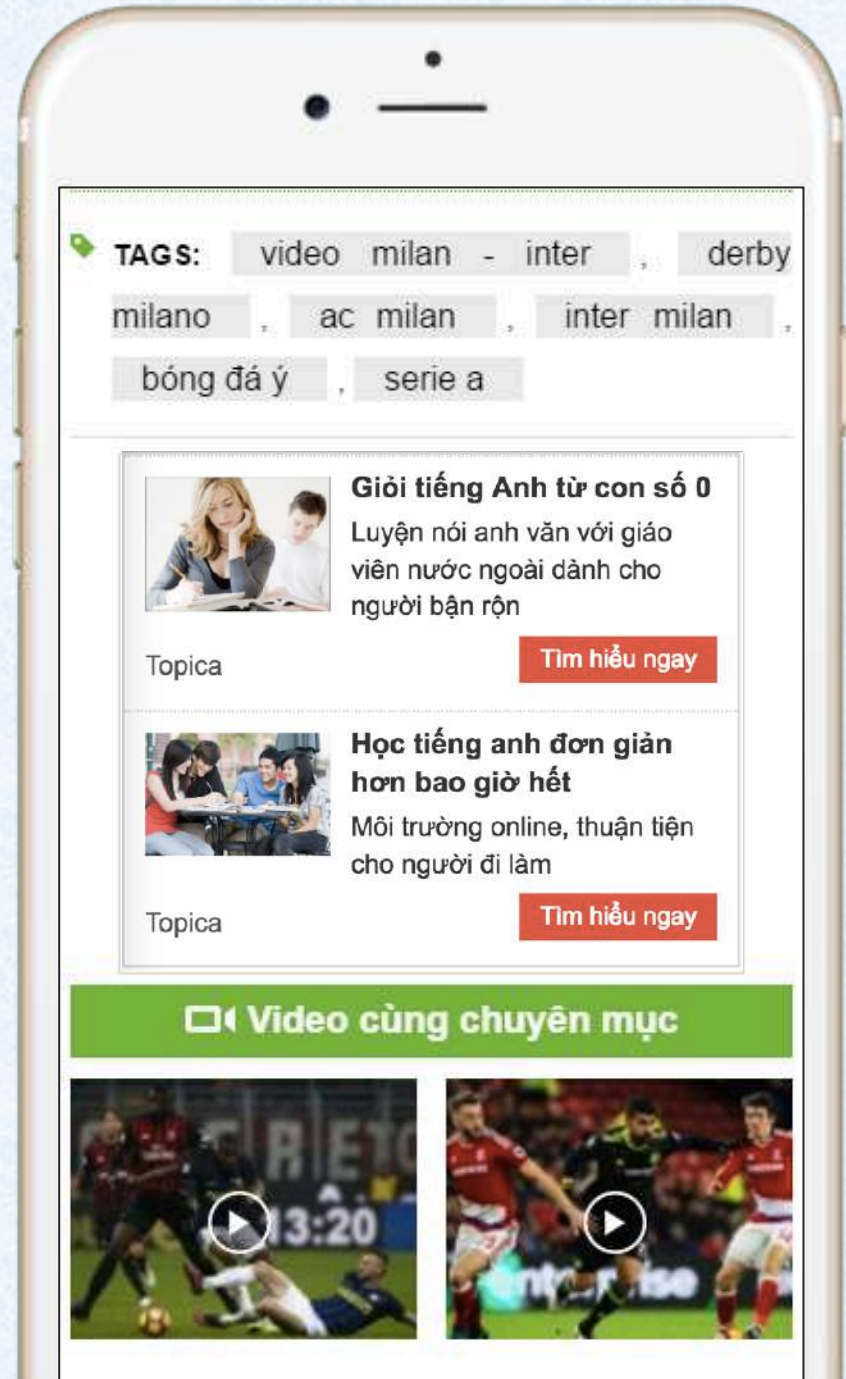 TAGS: video milan - inter , derby
milano , ac milan , inter milan ,
bóng đá ý , serie a
Giỏi tiếng Anh từ con số 0
Luyện nói anh văn với giáo
viên nước ngoài dành cho
người bận rộn
Topica
Tìm hiểu ngay
Học tiếng anh đơn giản
hơn bao giờ hết
Môi trường online, thuận tiện
cho người đi làm
Topica
Tìm hiểu ngay
Video cùng chuyên mục
13:20